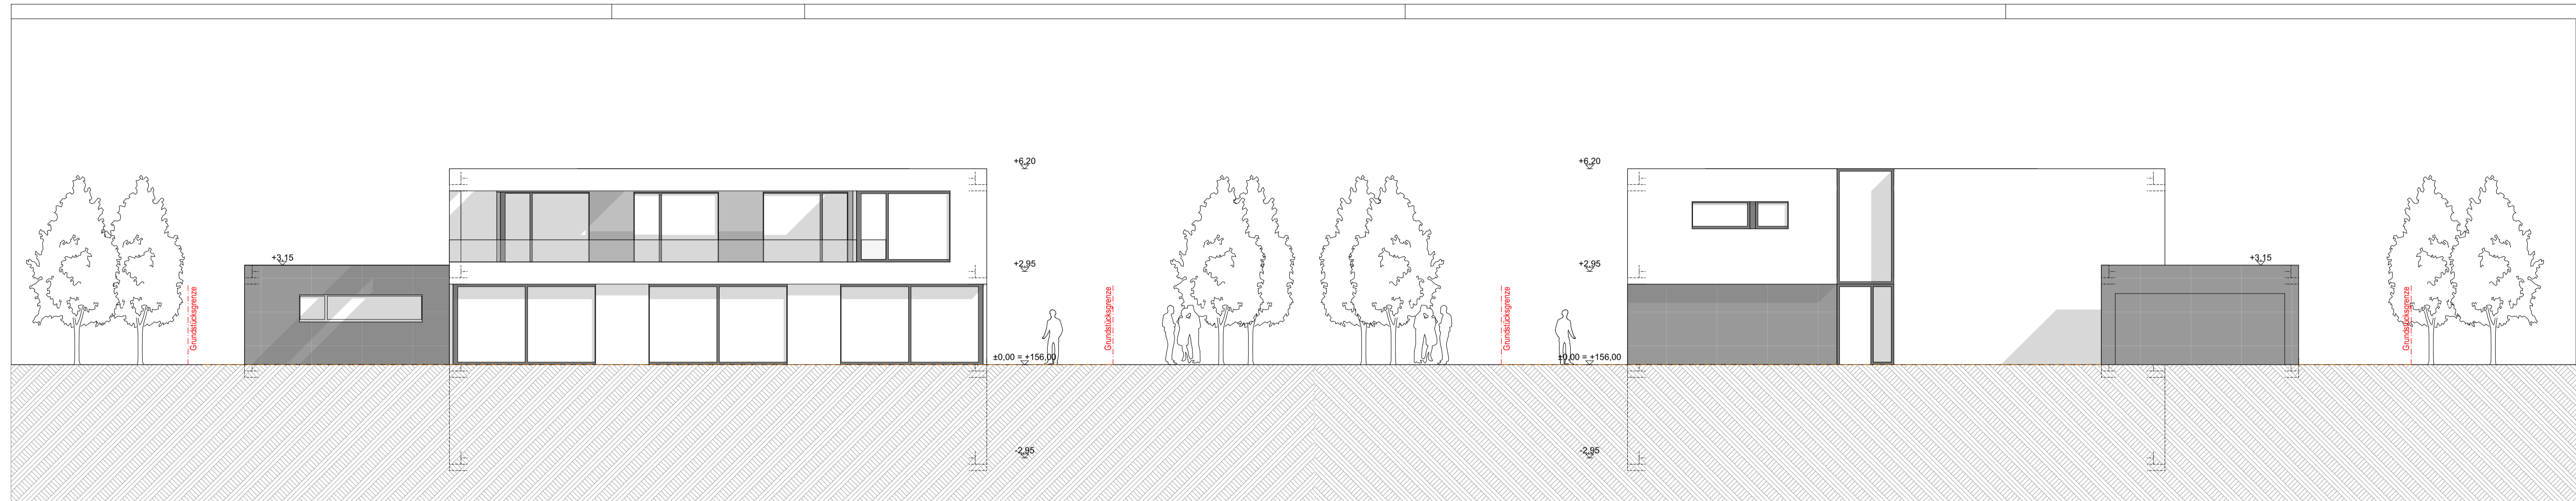 +6,20
+6,20
+3,15
+2,95
+2,95
+3,15
Grundstücksgrenze
Grundstücksgrenze
Grundstücksgrenze
Grundstücksgrenze
±0,00 = +156,00
±0,00 = +156,00
-2,95
-2,95